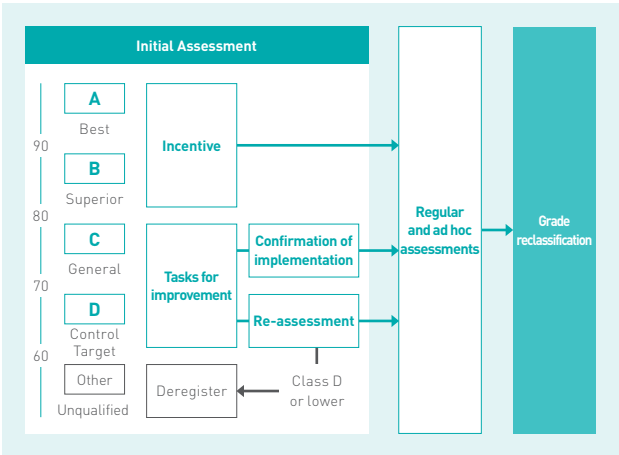 Initial Assessment
90
80
70
60
A
Best
B
Superior
C
General
D
Control
Target
Other
Unqualified
Incentive
Tasks for
improvement
Deregister
Confirmation of
implementation
Re-assessment
Class D
or lower
Regular
and ad hoc
assessments
Grade
reclassification